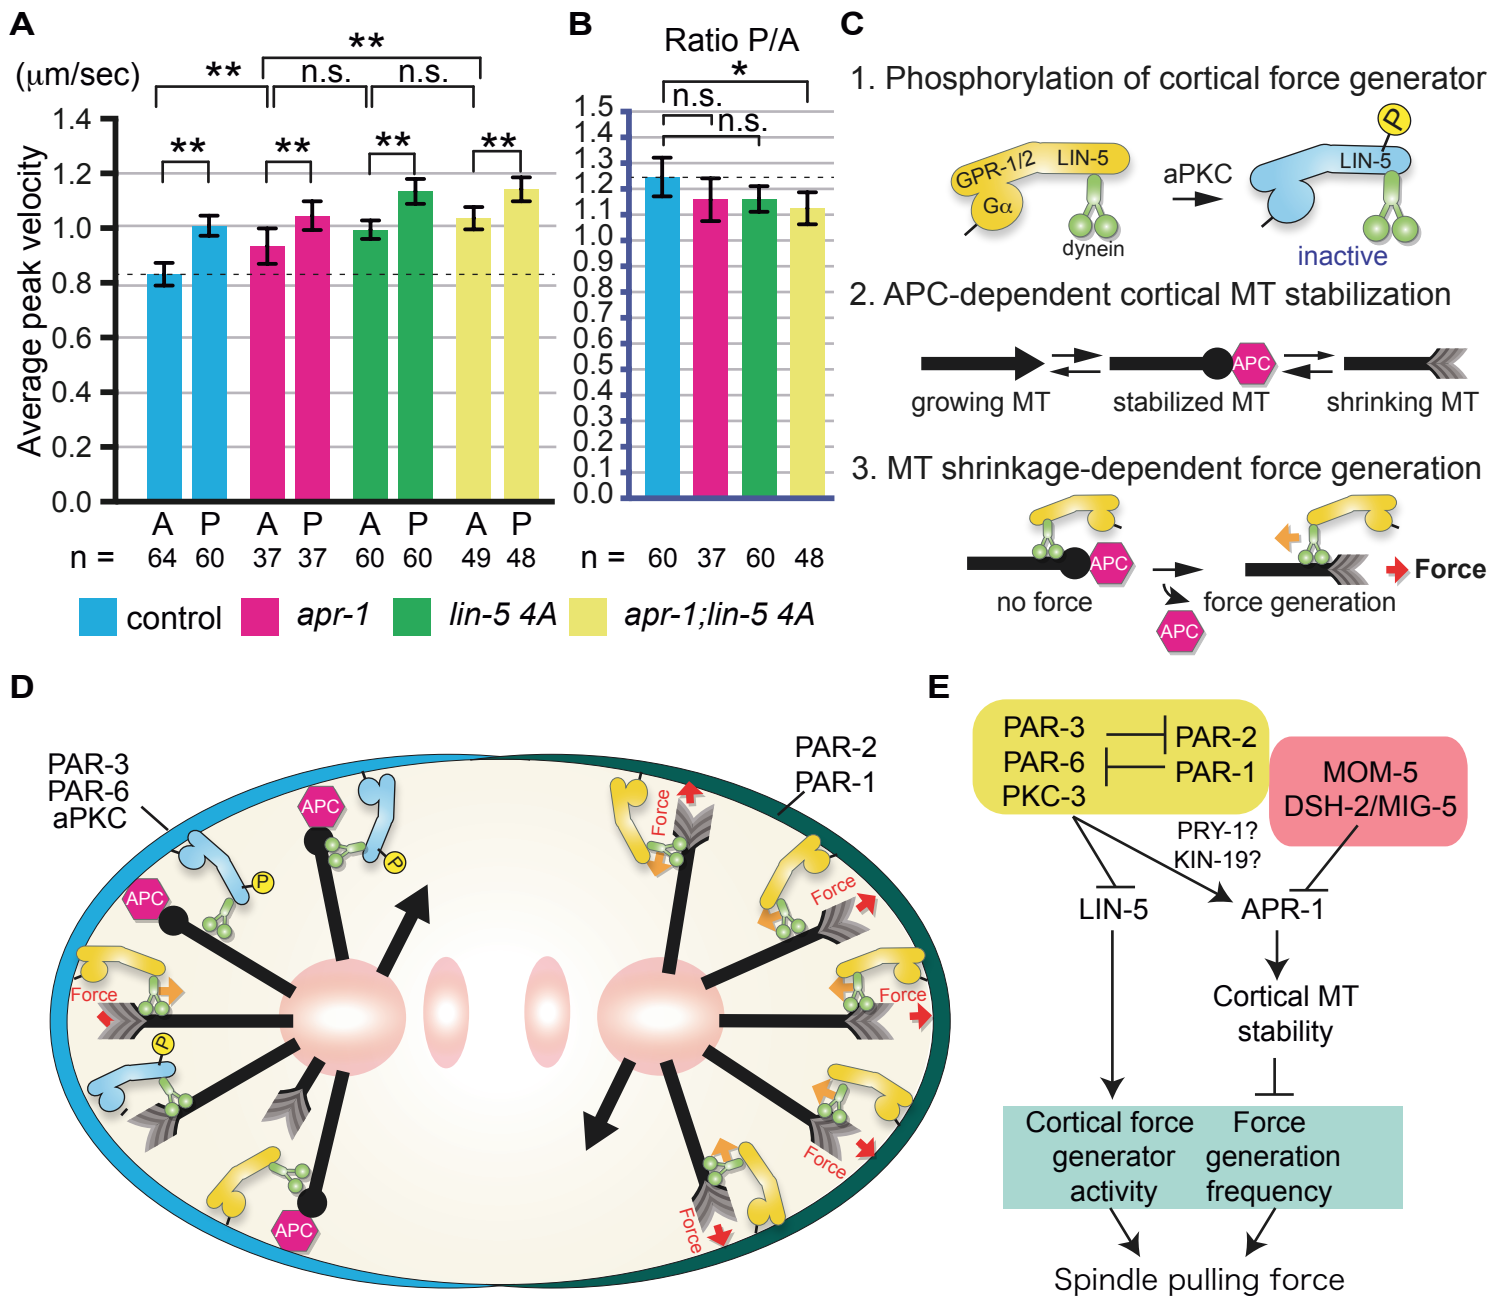 A
(μm/sec)
**
**
n.s.
n.s.
Average peak velocity
1.4
1.2
1.0
0.8
0.6
0.4
0.2
0.0
**
**
**
**
A P A P A P A P
n = 64 60 37 37 60 60 49 48
B
Ratio P/A
*
n.s.
n.s.
1.5
1.4
1.3
1.2
1.1
1.0
0.9
0.8
0.7
0.6
0.5
0.4
0.3
0.2
0.1
0.0
n = 60 37 60 48
control apr-1 lin-5 4A apr-1;lin-5 4A
C
1. Phosphorylation of cortical force generator
GPR-1/2 LIN-5
Gα
dynein
aPKC
P
LIN-5
inactive
2. APC-dependent cortical MT stabilization
APC
growing MT stabilized MT shrinking MT
3. MT shrinkage-dependent force generation
APC
Force
no force force generation
APC
D
PAR-3
PAR-6
aPKC
PAR-2
PAR-1
APC
P
APC
P
Force
P
APC
Force
Force
Force
Force
Force
E
PAR-3
PAR-6
PKC-3
PAR-2
PAR-1
MOM-5
DSH-2/MIG-5
PRY-1?
KIN-19?
LIN-5 APR-1
Cortical MT
stability
Cortical force
generator
activity
Force
generation
frequency
Spindle pulling force